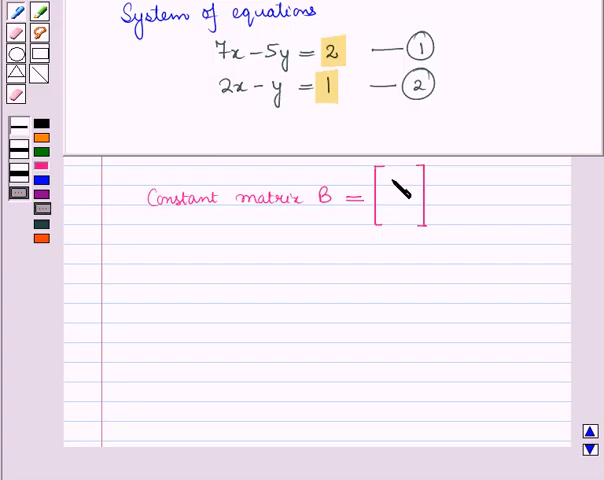 System of equations
7x − 5y = 2 — 1
2x − y = 1 — 2
Constant matrix B = [ ]